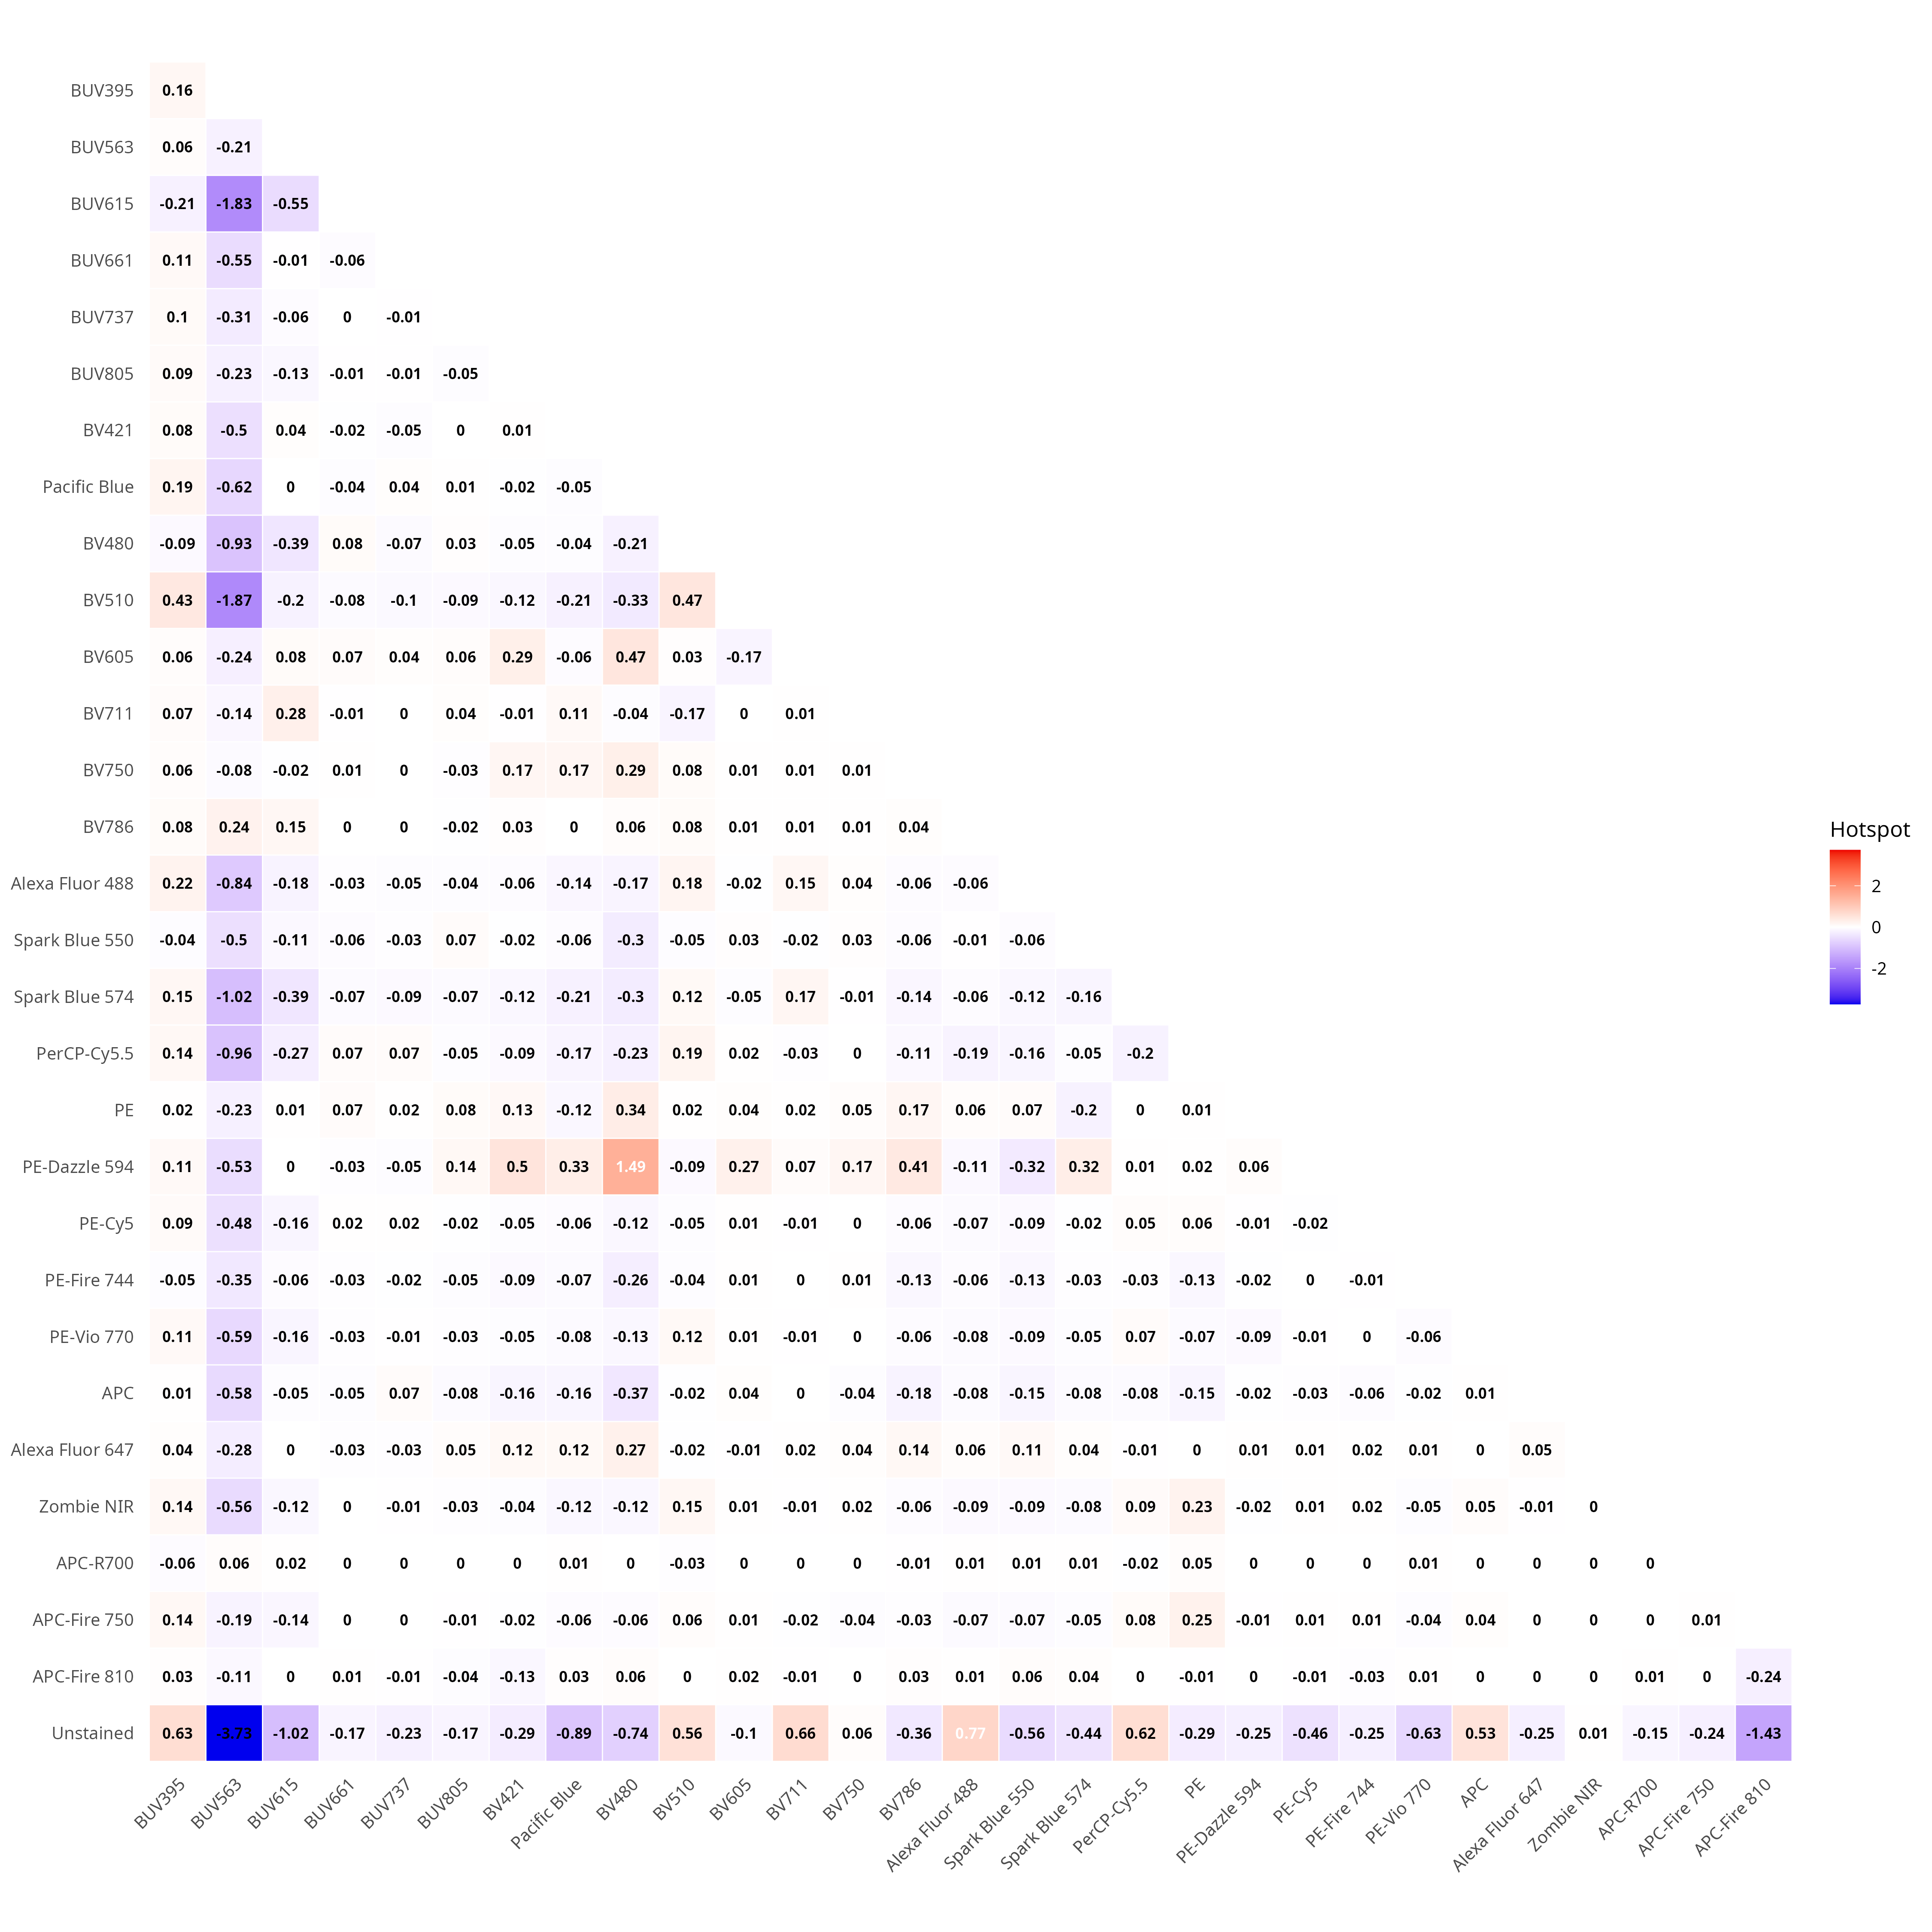 BUV395 0.16
BUV563 0.06 -0.21
BUV615 -0.21 -1.83 -0.55
BUV661 0.11 -0.55 -0.01 -0.06
BUV737 0.1 -0.31 -0.06 0 -0.01
BUV805 0.09 -0.23 -0.13 -0.01 -0.01 -0.05
BV421 0.08 -0.5 0.04 -0.02 -0.05 0 0.01
Pacific Blue 0.19 -0.62 0 -0.04 0.04 0.01 -0.02 -0.05
BV480 -0.09 -0.93 -0.39 0.08 -0.07 0.03 -0.05 -0.04 -0.21
BV510 0.43 -1.87 -0.2 -0.08 -0.1 -0.09 -0.12 -0.21 -0.33 0.47
BV605 0.06 -0.24 0.08 0.07 0.04 0.06 0.29 -0.06 0.47 0.03 -0.17
BV711 0.07 -0.14 0.28 -0.01 0 0.04 -0.01 0.11 -0.04 -0.17 0 0.01
BV750 0.06 -0.08 -0.02 0.01 0 -0.03 0.17 0.17 0.29 0.08 0.01 0.01 0.01
BV786 0.08 0.24 0.15 0 0 -0.02 0.03 0 0.06 0.08 0.01 0.01 0.01 0.04
Hotspot
2
0
-2
Alexa Fluor 488 0.22 -0.84 -0.18 -0.03 -0.05 -0.04 -0.06 -0.14 -0.17 0.18 -0.02 0.15 0.04 -0.06 -0.06
Spark Blue 550 -0.04 -0.5 -0.11 -0.06 -0.03 0.07 -0.02 -0.06 -0.3 -0.05 0.03 -0.02 0.03 -0.06 -0.01 -0.06
Spark Blue 574 0.15 -1.02 -0.39 -0.07 -0.09 -0.07 -0.12 -0.21 -0.3 0.12 -0.05 0.17 -0.01 -0.14 -0.06 -0.12 -0.16
PerCP-Cy5.5 0.14 -0.96 -0.27 0.07 0.07 -0.05 -0.09 -0.17 -0.23 0.19 0.02 -0.03 0 -0.11 -0.19 -0.16 -0.05 -0.2
PE 0.02 -0.23 0.01 0.07 0.02 0.08 0.13 -0.12 0.34 0.02 0.04 0.02 0.05 0.17 0.06 0.07 -0.2 0 0.01
PE-Dazzle 594 0.11 -0.53 0 -0.03 -0.05 0.14 0.5 0.33 1.49 -0.09 0.27 0.07 0.17 0.41 -0.11 -0.32 0.32 0.01 0.02 0.06
PE-Cy5 0.09 -0.48 -0.16 0.02 0.02 -0.02 -0.05 -0.06 -0.12 -0.05 0.01 -0.01 0 -0.06 -0.07 -0.09 -0.02 0.05 0.06 -0.01 -0.02
PE-Fire 744 -0.05 -0.35 -0.06 -0.03 -0.02 -0.05 -0.09 -0.07 -0.26 -0.04 0.01 0 0.01 -0.13 -0.06 -0.13 -0.03 -0.03 -0.13 -0.02 0 -0.01
PE-Vio 770 0.11 -0.59 -0.16 -0.03 -0.01 -0.03 -0.05 -0.08 -0.13 0.12 0.01 -0.01 0 -0.06 -0.08 -0.09 -0.05 0.07 -0.07 -0.09 -0.01 0 -0.06
APC 0.01 -0.58 -0.05 -0.05 0.07 -0.08 -0.16 -0.16 -0.37 -0.02 0.04 0 -0.04 -0.18 -0.08 -0.15 -0.08 -0.08 -0.15 -0.02 -0.03 -0.06 -0.02 0.01
Alexa Fluor 647 0.04 -0.28 0 -0.03 -0.03 0.05 0.12 0.12 0.27 -0.02 -0.01 0.02 0.04 0.14 0.06 0.11 0.04 -0.01 0 0.01 0.01 0.02 0.01 0 0.05
Zombie NIR 0.14 -0.56 -0.12 0 -0.01 -0.03 -0.04 -0.12 -0.12 0.15 0.01 -0.01 0.02 -0.06 -0.09 -0.09 -0.08 0.09 0.23 -0.02 0.01 0.02 -0.05 0.05 -0.01 0
APC-R700 -0.06 0.06 0.02 0 0 0 0 0.01 0 -0.03 0 0 0 -0.01 0.01 0.01 0.01 -0.02 0.05 0 0 0 0.01 0 0 0 0
APC-Fire 750 0.14 -0.19 -0.14 0 0 -0.01 -0.02 -0.06 -0.06 0.06 0.01 -0.02 -0.04 -0.03 -0.07 -0.07 -0.05 0.08 0.25 -0.01 0.01 0.01 -0.04 0.04 0 0 0 0.01
APC-Fire 810 0.03 -0.11 0 0.01 -0.01 -0.04 -0.13 0.03 0.06 0 0.02 -0.01 0 0.03 0.01 0.06 0.04 0 -0.01 0 -0.01 -0.03 0.01 0 0 0 0.01 0 -0.24
Unstained 0.63 -3.73 -1.02 -0.17 -0.23 -0.17 -0.29 -0.89 -0.74 0.56 -0.1 0.66 0.06 -0.36 0.77 -0.56 -0.44 0.62 -0.29 -0.25 -0.46 -0.25 -0.63 0.53 -0.25 0.01 -0.15 -0.24 -1.43
BUV395
BUV563
BUV615
BUV661
BUV737
BUV805
BV421
Pacific Blue
BV480
BV510
BV605
BV711
BV750
BV786
Alexa Fluor 488
Spark Blue 550
Spark Blue 574
PerCP-Cy5.5
PE
PE-Dazzle 594
PE-Cy5
PE-Fire 744
PE-Vio 770
APC
Alexa Fluor 647
Zombie NIR
APC-R700
APC-Fire 750
APC-Fire 810